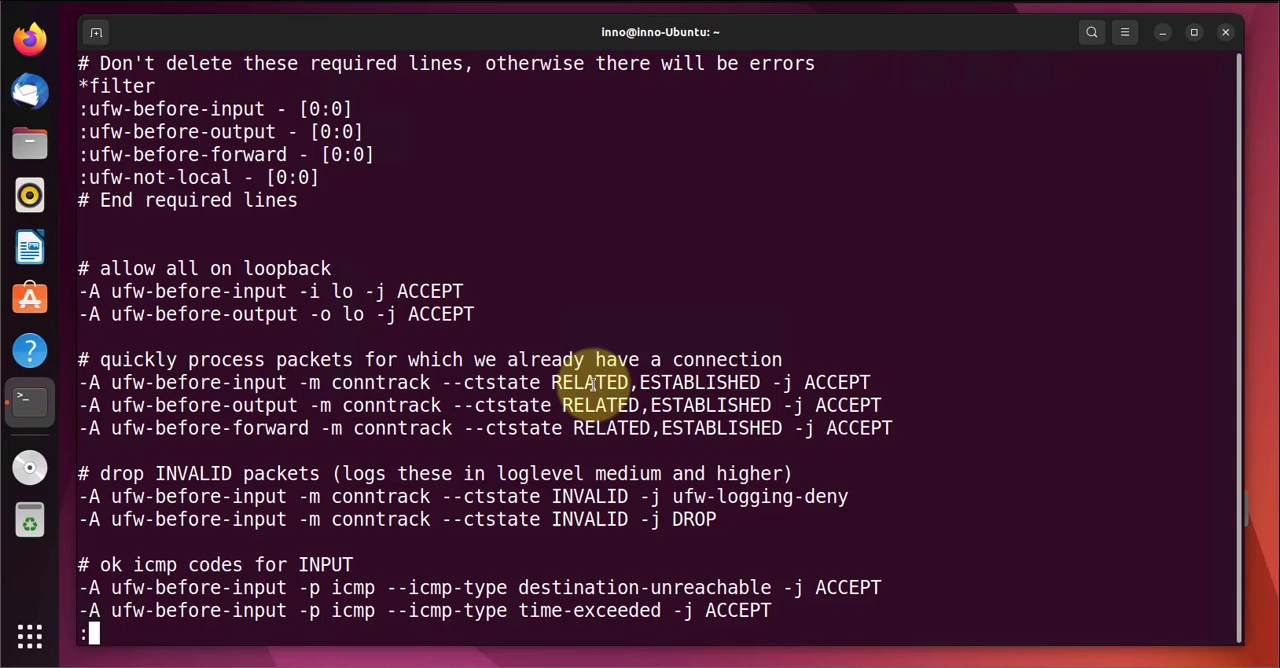 inno@inno-Ubuntu: ~
# Don't delete these required lines, otherwise there will be errors
*filter
:ufw-before-input - [0:0]
:ufw-before-output - [0:0]
:ufw-before-forward - [0:0]
:ufw-not-local - [0:0]
# End required lines
# allow all on loopback
-A ufw-before-input -i lo -j ACCEPT
-A ufw-before-output -o lo -j ACCEPT
# quickly process packets for which we already have a connection
-A ufw-before-input -m conntrack --ctstate RELATED,ESTABLISHED -j ACCEPT
-A ufw-before-output -m conntrack --ctstate RELATED,ESTABLISHED -j ACCEPT
-A ufw-before-forward -m conntrack --ctstate RELATED,ESTABLISHED -j ACCEPT
# drop INVALID packets (logs these in loglevel medium and higher)
-A ufw-before-input -m conntrack --ctstate INVALID -j ufw-logging-deny
-A ufw-before-input -m conntrack --ctstate INVALID -j DROP
# ok icmp codes for INPUT
-A ufw-before-input -p icmp --icmp-type destination-unreachable -j ACCEPT
-A ufw-before-input -p icmp --icmp-type time-exceeded -j ACCEPT
: